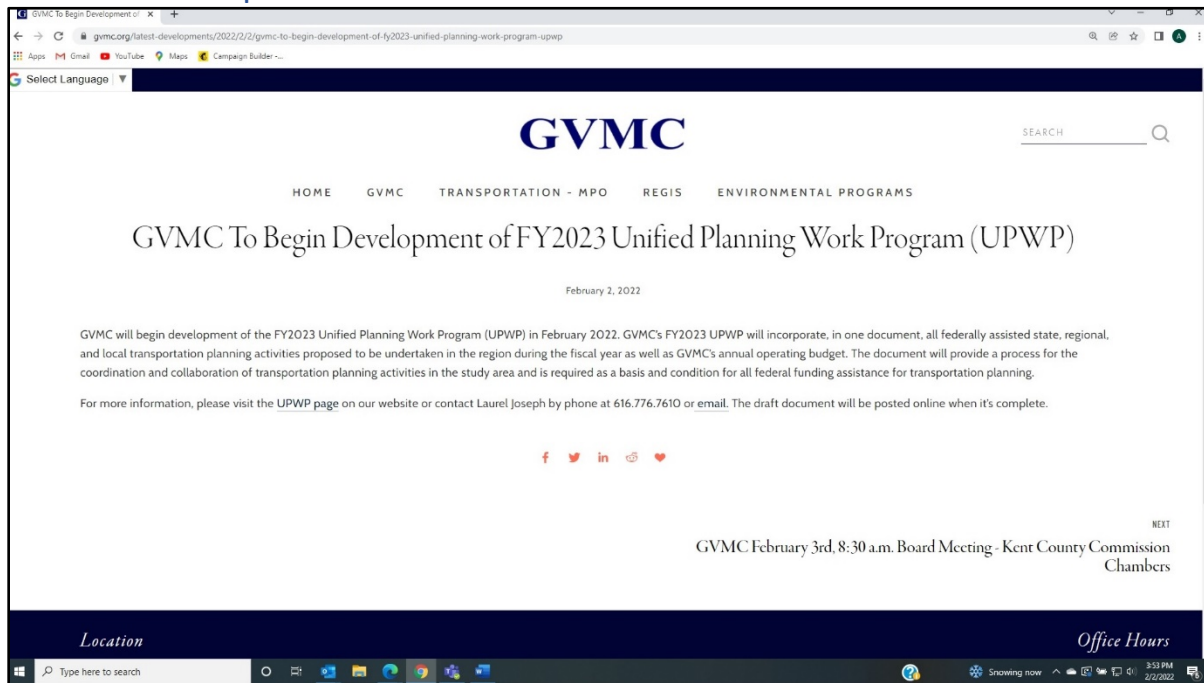 GVMC To Begin Development of
gvmc.org/latest-developments/2022/2/2/gvmc-to-begin-development-of-fy2023-unified-planning-work-program-upwp
Apps Gmail YouTube Maps Campaign Builder -...
Select Language ▼
GVMC
SEARCH
HOME GVMC TRANSPORTATION - MPO REGIS ENVIRONMENTAL PROGRAMS
GVMC To Begin Development of FY2023 Unified Planning Work Program (UPWP)
February 2, 2022
GVMC will begin development of the FY2023 Unified Planning Work Program (UPWP) in February 2022. GVMC's FY2023 UPWP will incorporate, in one document, all federally assisted state, regional,
and local transportation planning activities proposed to be undertaken in the region during the fiscal year as well as GVMC's annual operating budget. The document will provide a process for the
coordination and collaboration of transportation planning activities in the study area and is required as a basis and condition for all federal funding assistance for transportation planning.
For more information, please visit the UPWP page on our website or contact Laurel Joseph by phone at 616.776.7610 or email. The draft document will be posted online when it's complete.
NEXT
GVMC February 3rd, 8:30 a.m. Board Meeting - Kent County Commission
Chambers
Location
Office Hours
Type here to search
Snowing now
3:53 PM
2/2/2022